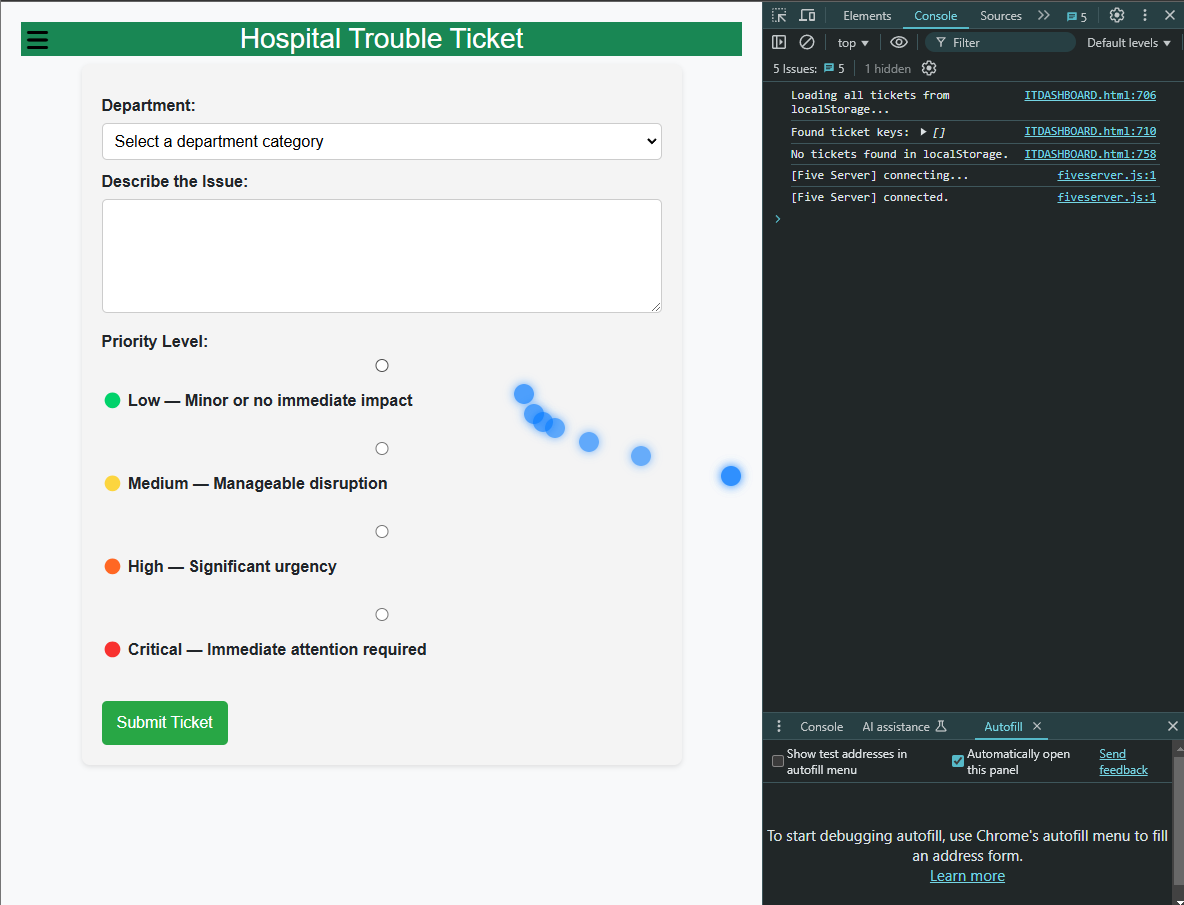 Hospital Trouble Ticket
Department:
Select a department category
Describe the Issue:
Priority Level:
Low — Minor or no immediate impact
Medium — Manageable disruption
High — Significant urgency
Critical — Immediate attention required
Submit Ticket
Elements Console Sources 5
top Filter Default levels
5 Issues: 5 1 hidden
Loading all tickets from ITDASHBOARD.html:706
localStorage...
Found ticket keys: [] ITDASHBOARD.html:710
No tickets found in localStorage. ITDASHBOARD.html:758
[Five Server] connecting... fiveserver.js:1
[Five Server] connected. fiveserver.js:1
Console AI assistance Autofill
Show test addresses in
autofill menu
Automatically open
this panel
Send
feedback
To start debugging autofill, use Chrome's autofill menu to fill
an address form.
Learn more